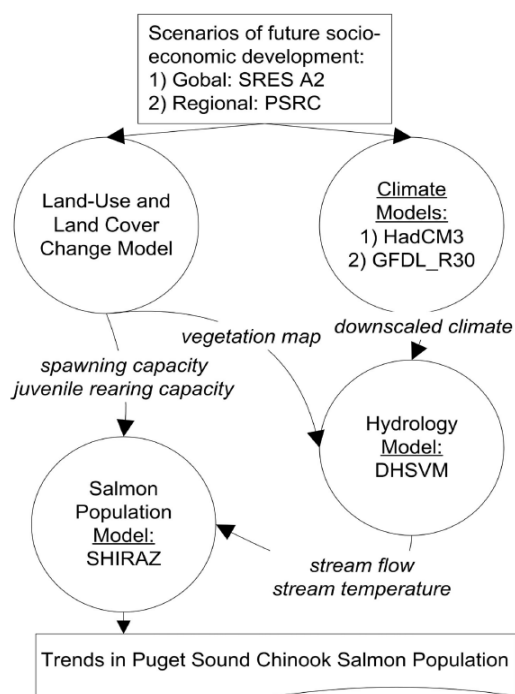 Scenarios of future socio-
economic development:
1) Gobal: SRES A2
2) Regional: PSRC
Land-Use and
Land Cover
Change Model
Climate
Models:
1) HadCM3
2) GFDL_R30
vegetation map
downscaled climate
spawning capacity
juvenile rearing capacity
Hydrology
Model:
DHSVM
Salmon
Population
Model:
SHIRAZ
stream flow
stream temperature
Trends in Puget Sound Chinook Salmon Population